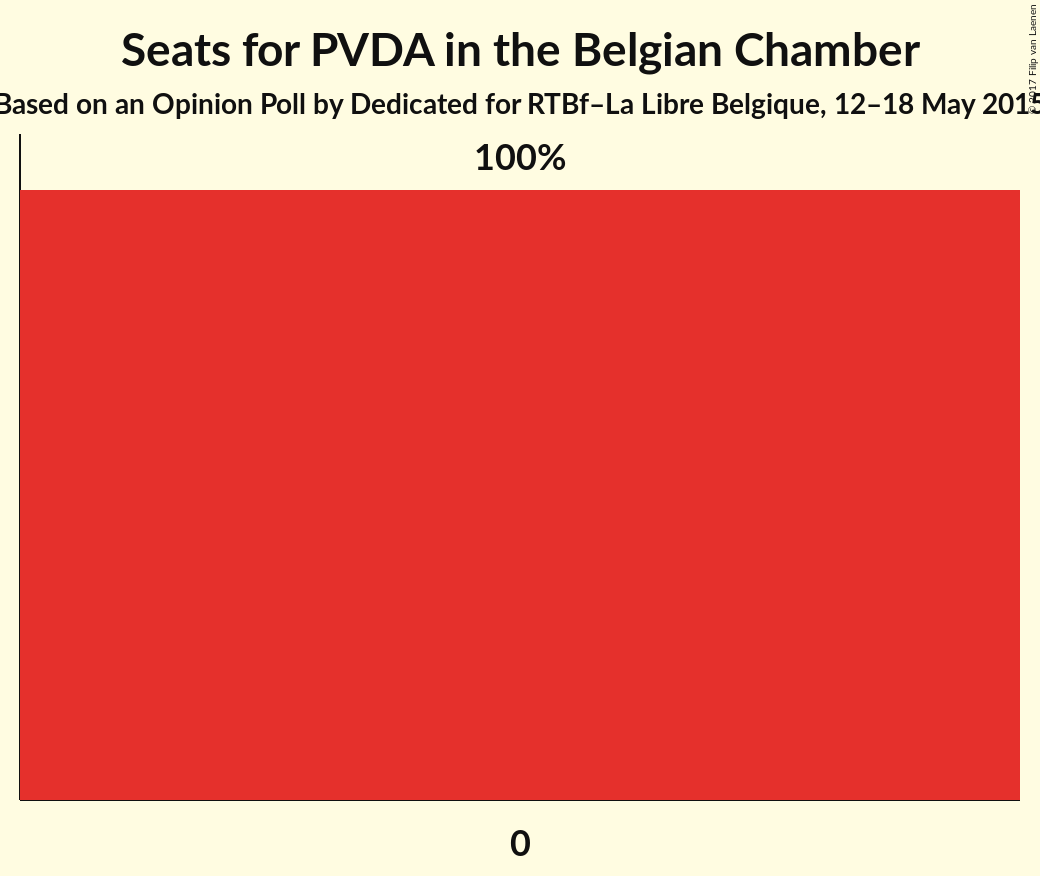 Seats for PVDA in the Belgian Chamber
Based on an Opinion Poll by Dedicated for RTBf–La Libre Belgique, 12–18 May 2015
© 2017 Filip van Laenen
100%
0